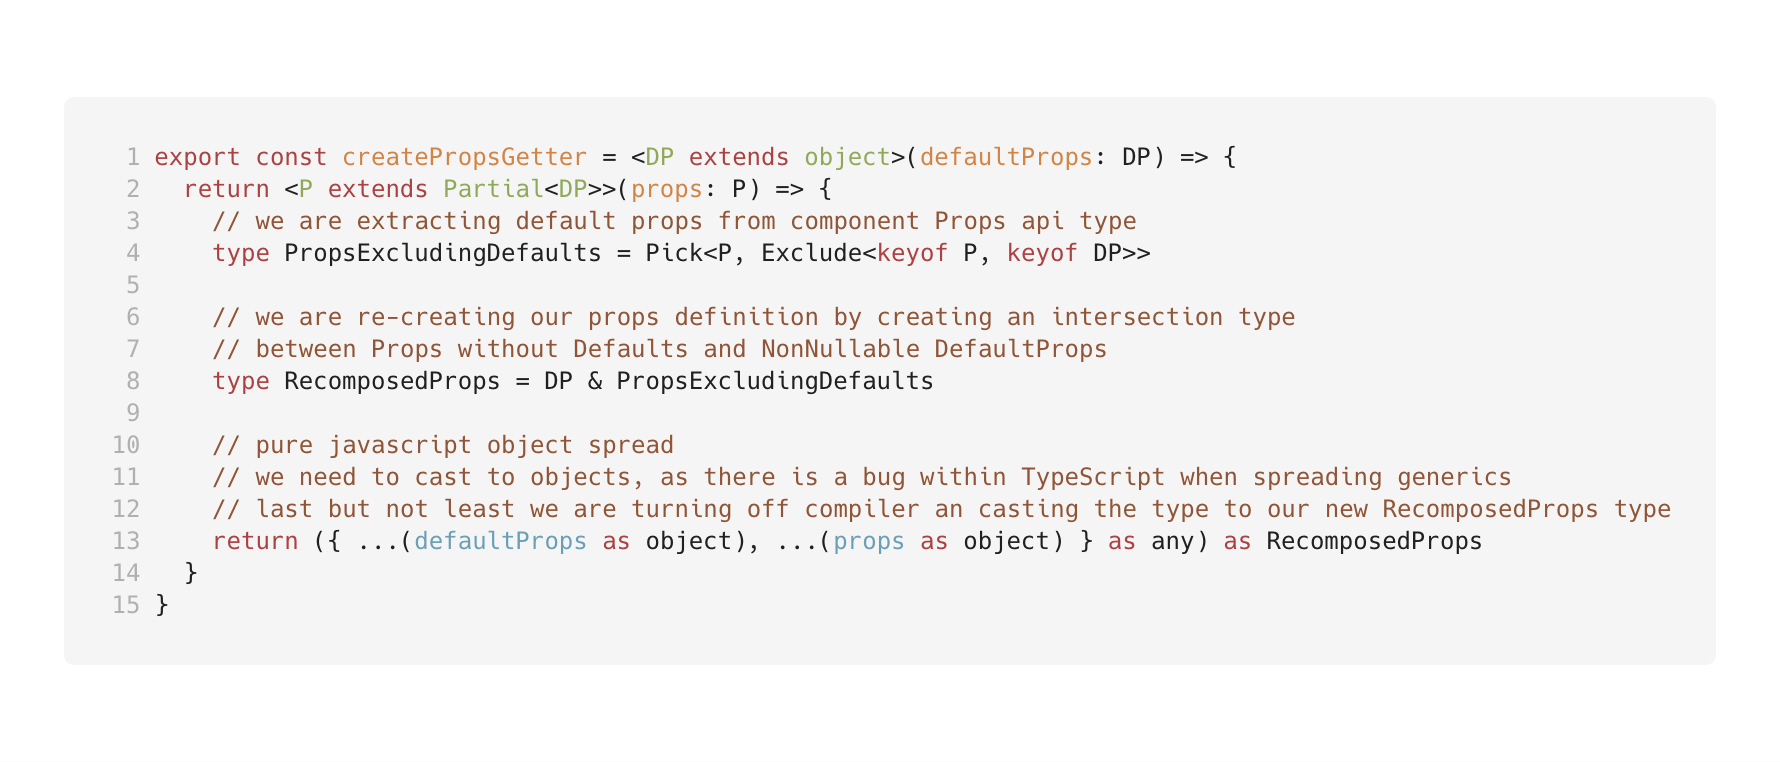 1 export const createPropsGetter = <DP extends object>(defaultProps: DP) => {
2   return <P extends Partial<DP>>(props: P) => {
3     // we are extracting default props from component Props api type
4     type PropsExcludingDefaults = Pick<P, Exclude<keyof P, keyof DP>>
5
6     // we are re-creating our props definition by creating an intersection type
7     // between Props without Defaults and NonNullable DefaultProps
8     type RecomposedProps = DP & PropsExcludingDefaults
9
10     // pure javascript object spread
11     // we need to cast to objects, as there is a bug within TypeScript when spreading generics
12     // last but not least we are turning off compiler an casting the type to our new RecomposedProps type
13     return ({ ...(defaultProps as object), ...(props as object) } as any) as RecomposedProps
14   }
15 }